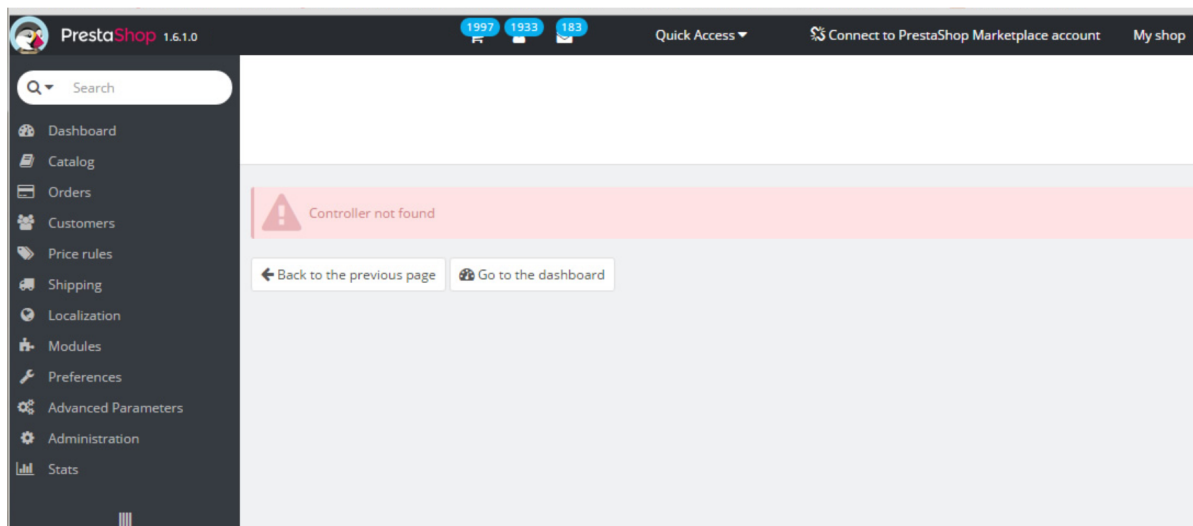 PrestaShop 1.6.1.0
1997 1933 183
Quick Access
Connect to PrestaShop Marketplace account
My shop
Search
Dashboard
Catalog
Orders
Customers
Price rules
Shipping
Localization
Modules
Preferences
Advanced Parameters
Administration
Stats
Controller not found
Back to the previous page
Go to the dashboard